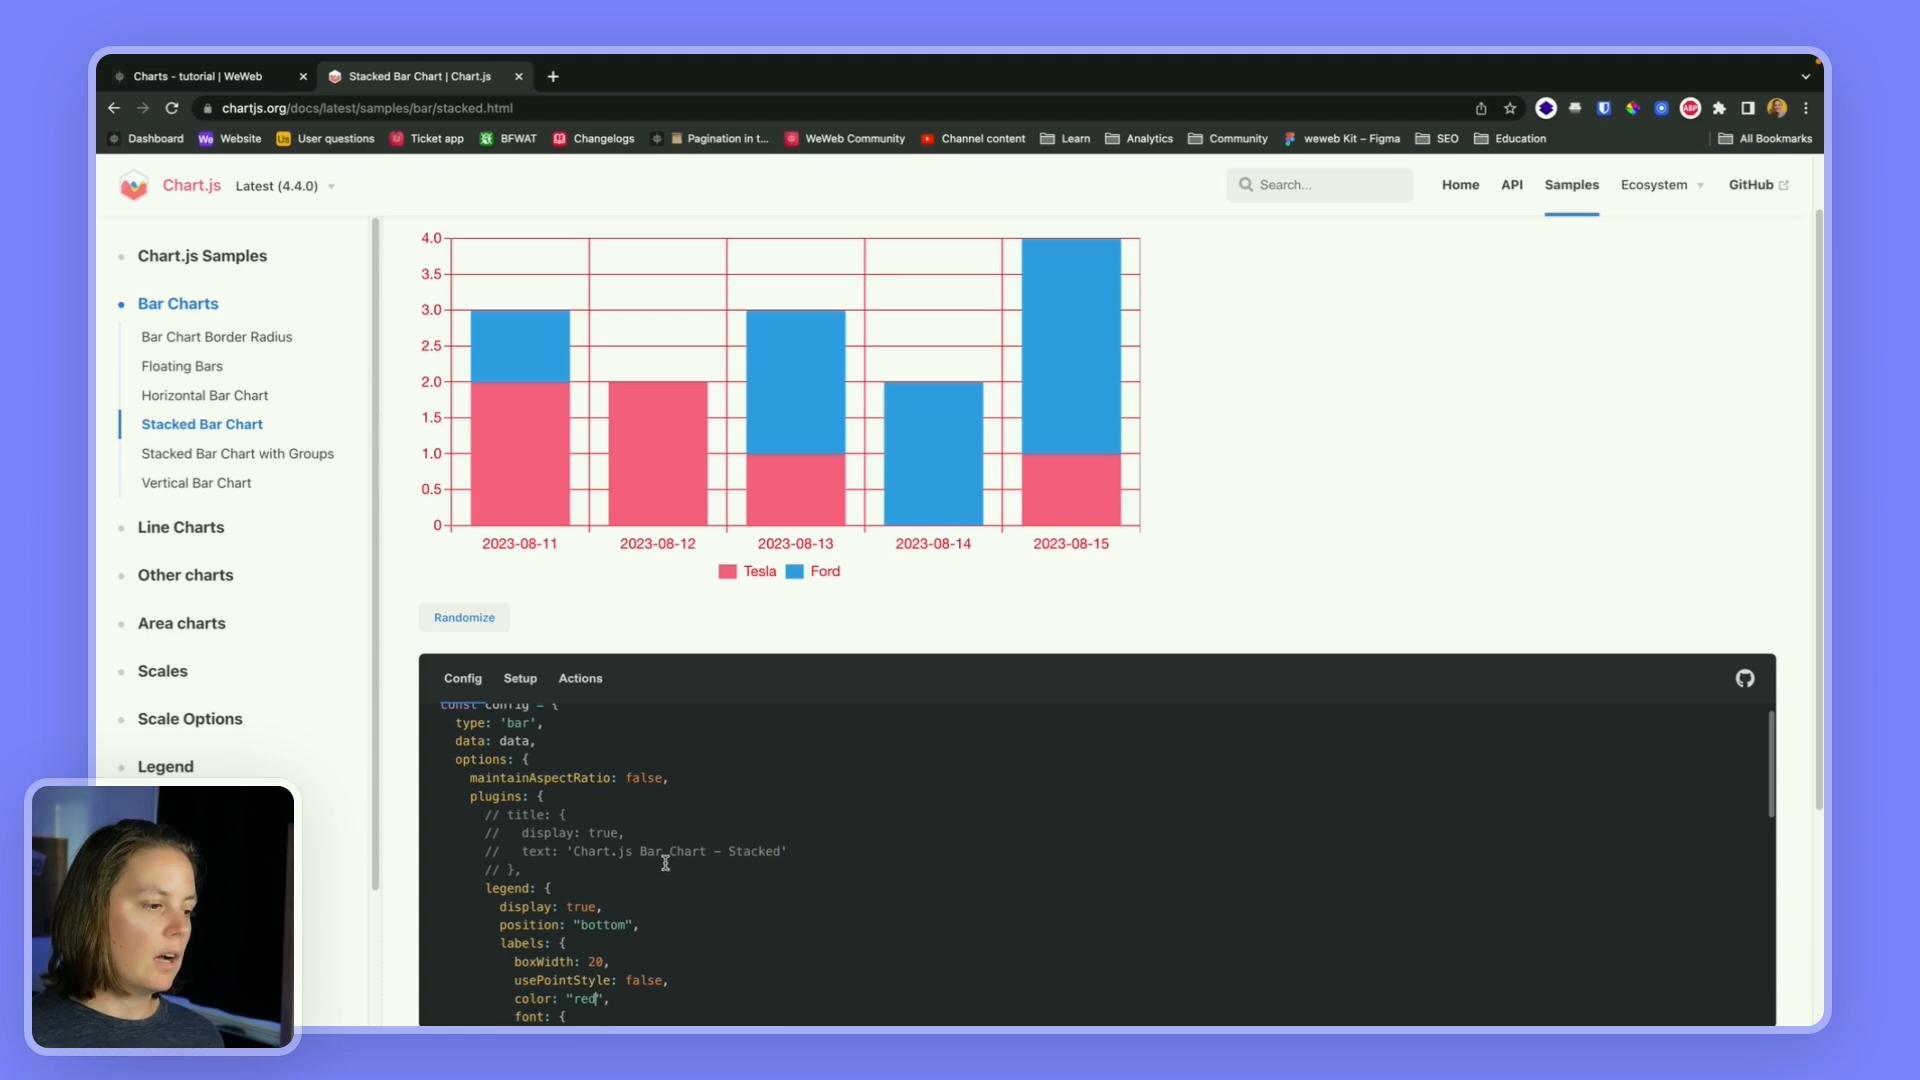 Charts - tutorial | WeWeb
Stacked Bar Chart | Chart.js
chartjs.org/docs/latest/samples/bar/stacked.html
ABP
Dashboard
We Website
Us User questions
Ticket app
BFWAT
Changelogs
Pagination in t...
WeWeb Community
Channel content
Learn
Analytics
Community
weweb Kit – Figma
SEO
Education
All Bookmarks
Chart.js
Latest (4.4.0)
Search...
Home
API
Samples
Ecosystem
GitHub
Chart.js Samples
Bar Charts
Bar Chart Border Radius
Floating Bars
Horizontal Bar Chart
Stacked Bar Chart
Stacked Bar Chart with Groups
Vertical Bar Chart
Line Charts
Other charts
Area charts
Scales
Scale Options
Legend
4.0
3.5
3.0
2.5
2.0
1.5
1.0
0.5
0
2023-08-11 2023-08-12 2023-08-13 2023-08-14 2023-08-15
Tesla Ford
Randomize
Config Setup Actions
const config = {
type: 'bar',
data: data,
options: {
maintainAspectRatio: false,
plugins: {
// title: {
//   display: true,
//   text: 'Chart.js Bar Chart - Stacked'
// },
legend: {
display: true,
position: "bottom",
labels: {
boxWidth: 20,
usePointStyle: false,
color: "red",
font: {